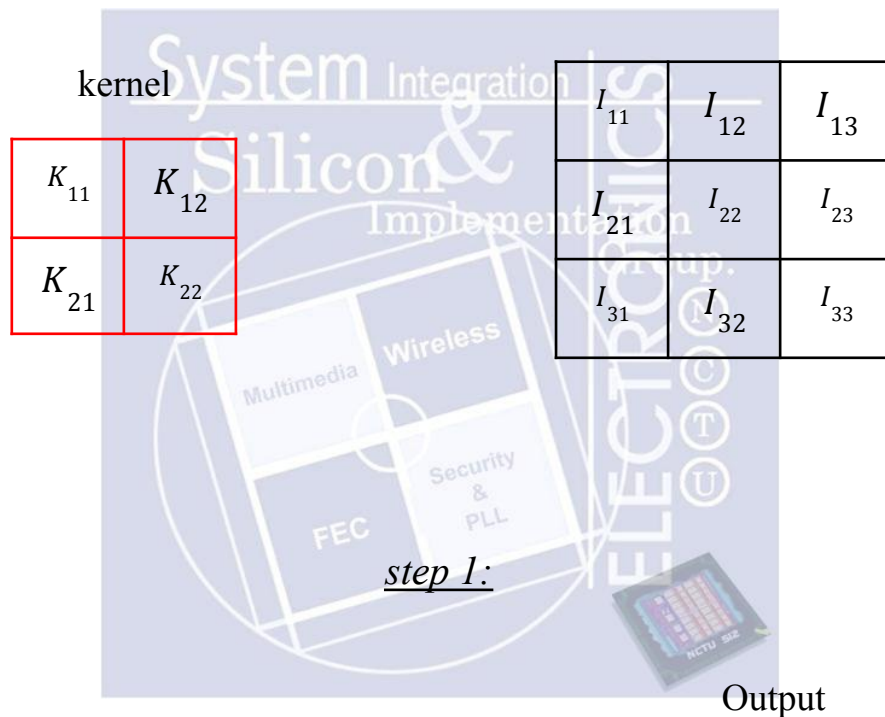 System Integration
&
Silicon
Implementation
Group.
ELECTRONICS
N
C
T
U
kernel
K11 K12
K21 K22
I11 I12 I13
I21 I22 I23
I31 I32 I33
Multimedia
Wireless
FEC
Security
&
PLL
step 1:
NCTU SI2
Output